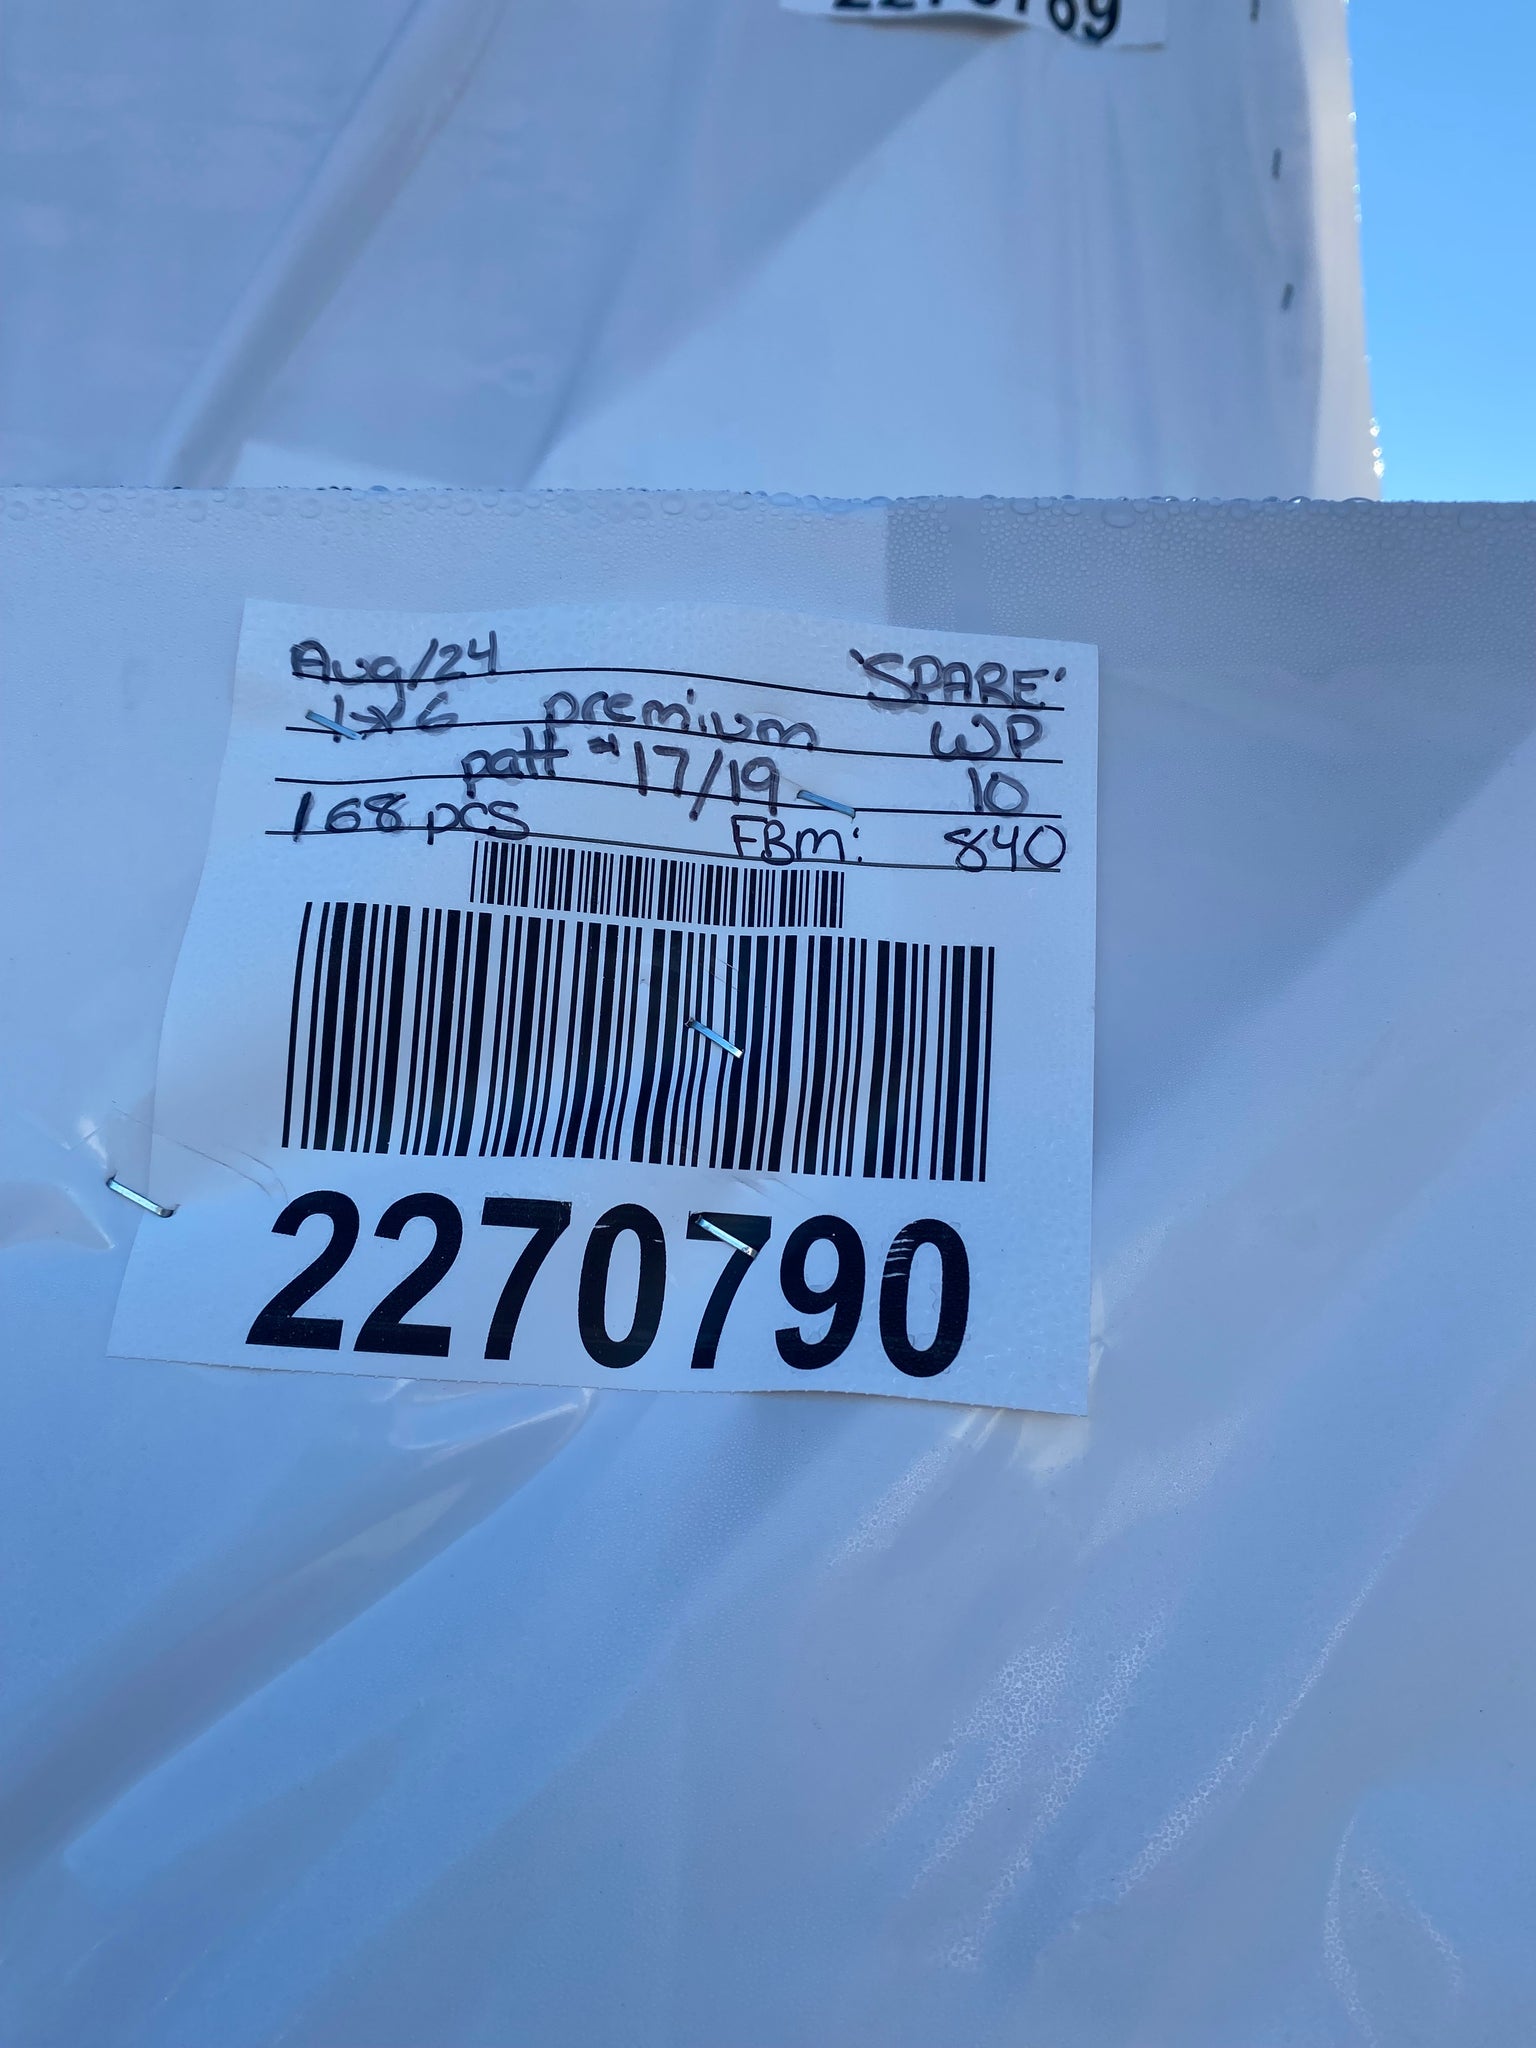 Aug/24 'SPARE'
1x6 premium WP
patt #17/19 10
168 pcs FBM: 840
2270790